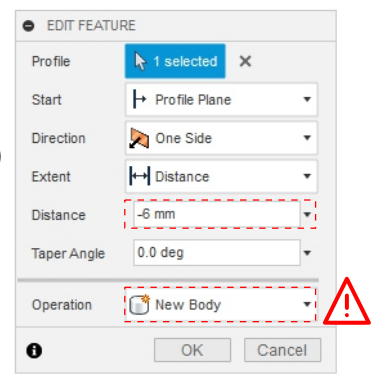 EDIT FEATURE
Profile 1 selected
Start Profile Plane
Direction One Side
Extent Distance
Distance -6 mm
Taper Angle 0.0 deg
Operation New Body
OK Cancel